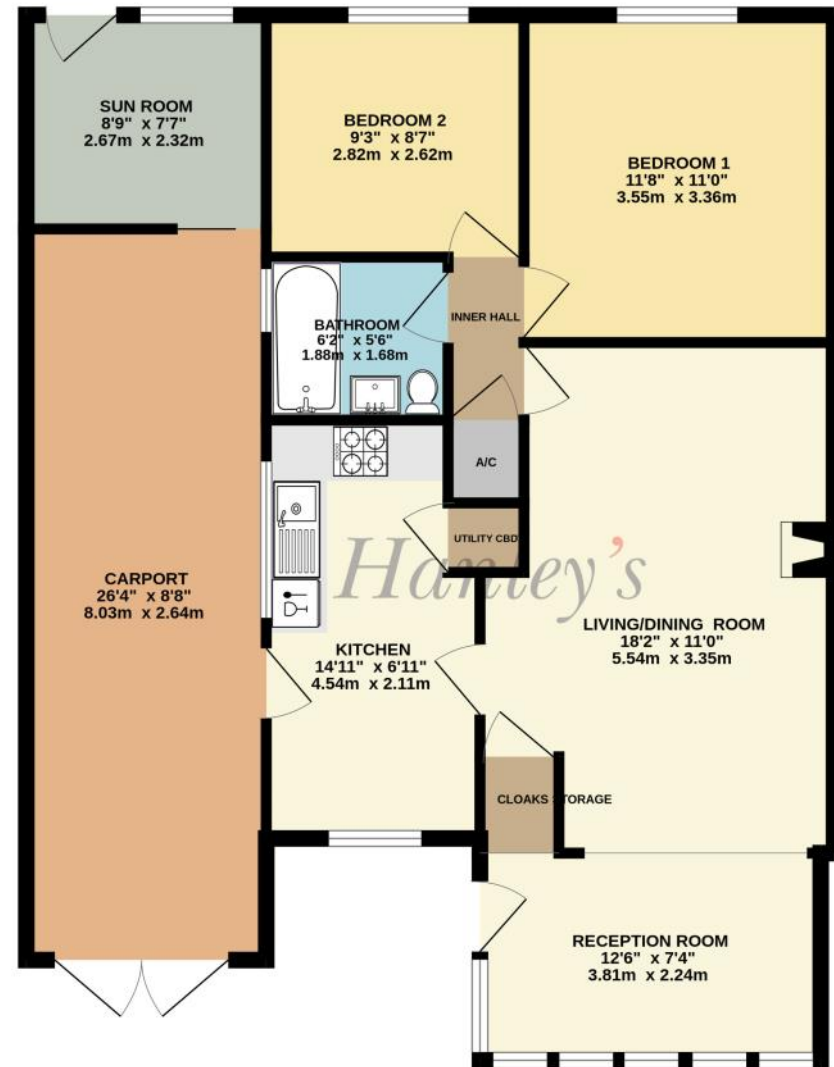 SUN ROOM
8'9" x 7'7"
2.67m x 2.32m
BEDROOM 2
9'3" x 8'7"
2.82m x 2.62m
BEDROOM 1
11'8" x 11'0"
3.55m x 3.36m
BATHROOM
6'2" x 5'6"
1.88m x 1.68m
INNER HALL
A/C
UTILITY CBD
Hanley's
CARPORT
26'4" x 8'8"
8.03m x 2.64m
KITCHEN
14'11" x 6'11"
4.54m x 2.11m
LIVING/DINING ROOM
18'2" x 11'0"
5.54m x 3.35m
CLOAKS STORAGE
RECEPTION ROOM
12'6" x 7'4"
3.81m x 2.24m